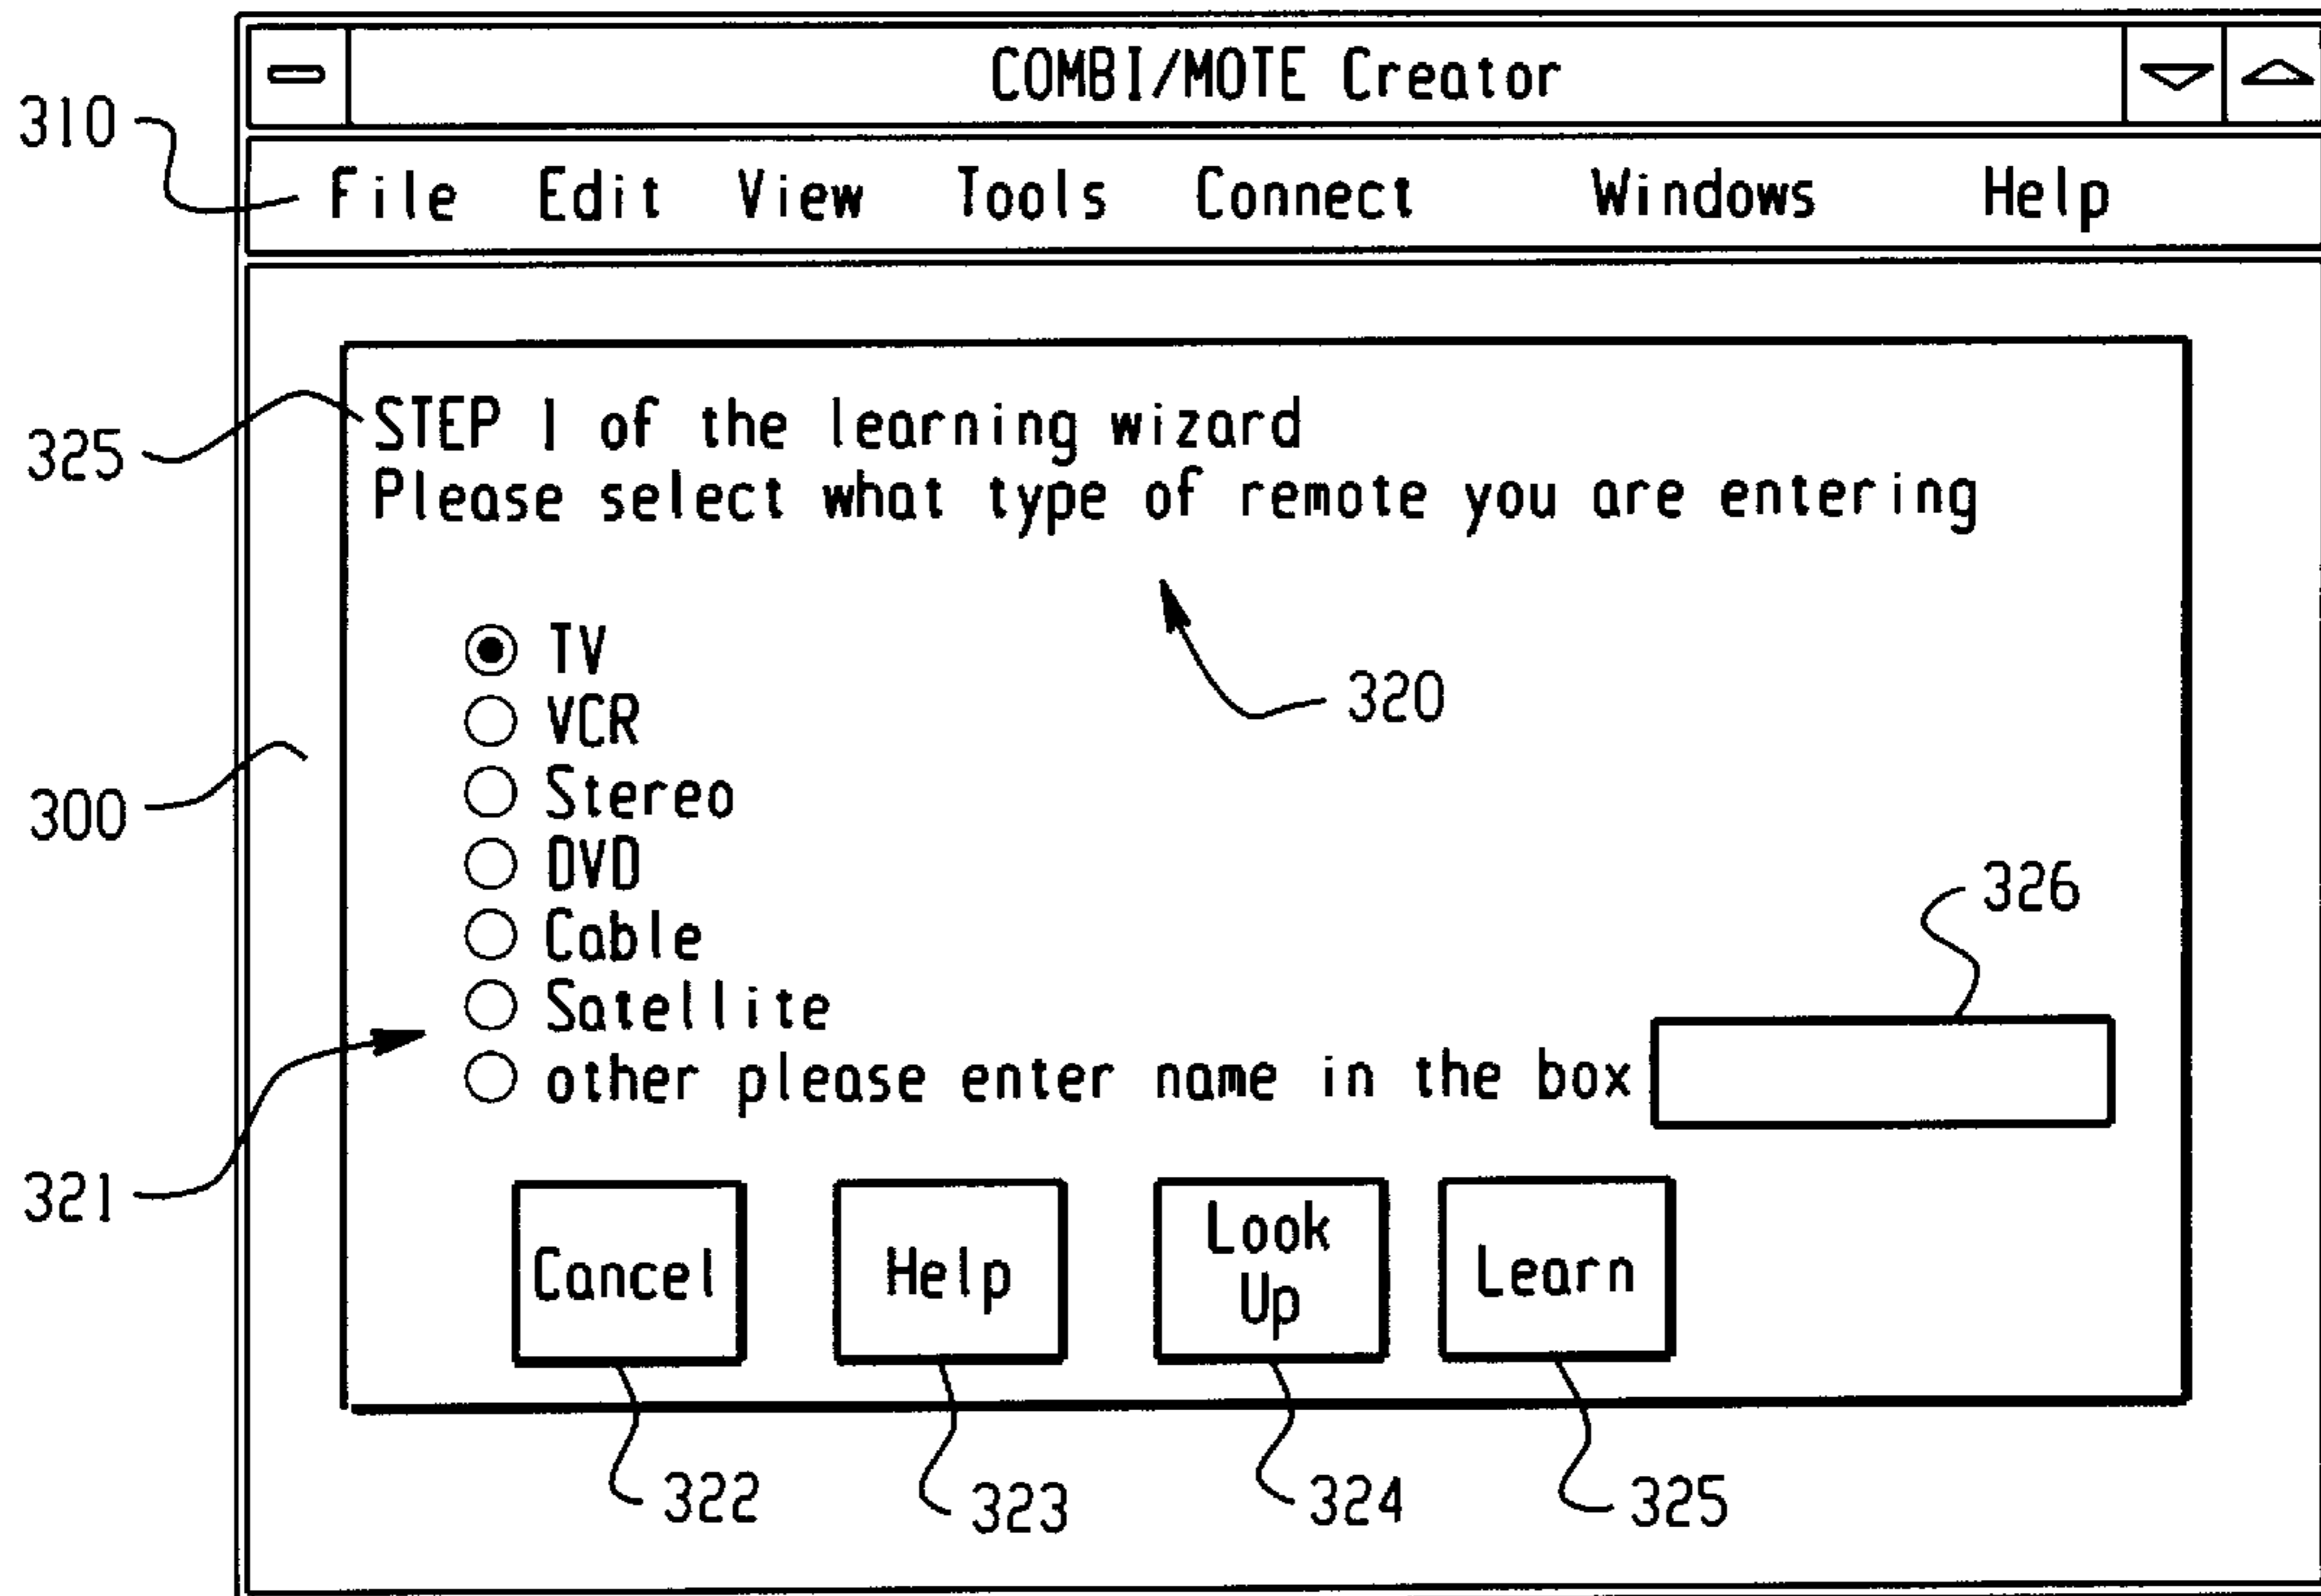 COMBI/MOTE Creator
310
File Edit View Tools Connect Windows Help
325
STEP 1 of the learning wizard
Please select what type of remote you are entering
320
TV
VCR
300
Stereo
DVD
326
Cable
Satellite
other please enter name in the box
321
Cancel
Help
Look
Up
Learn
322
323
324
325